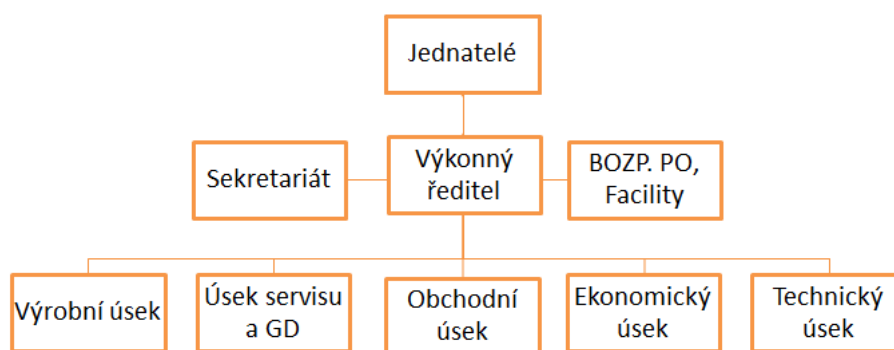 Jednatelé
Sekretariát
Výkonný
ředitel
BOZP. PO,
Facility
Výrobní úsek
Úsek servisu
a GD
Obchodní
úsek
Ekonomický
úsek
Technický
úsek